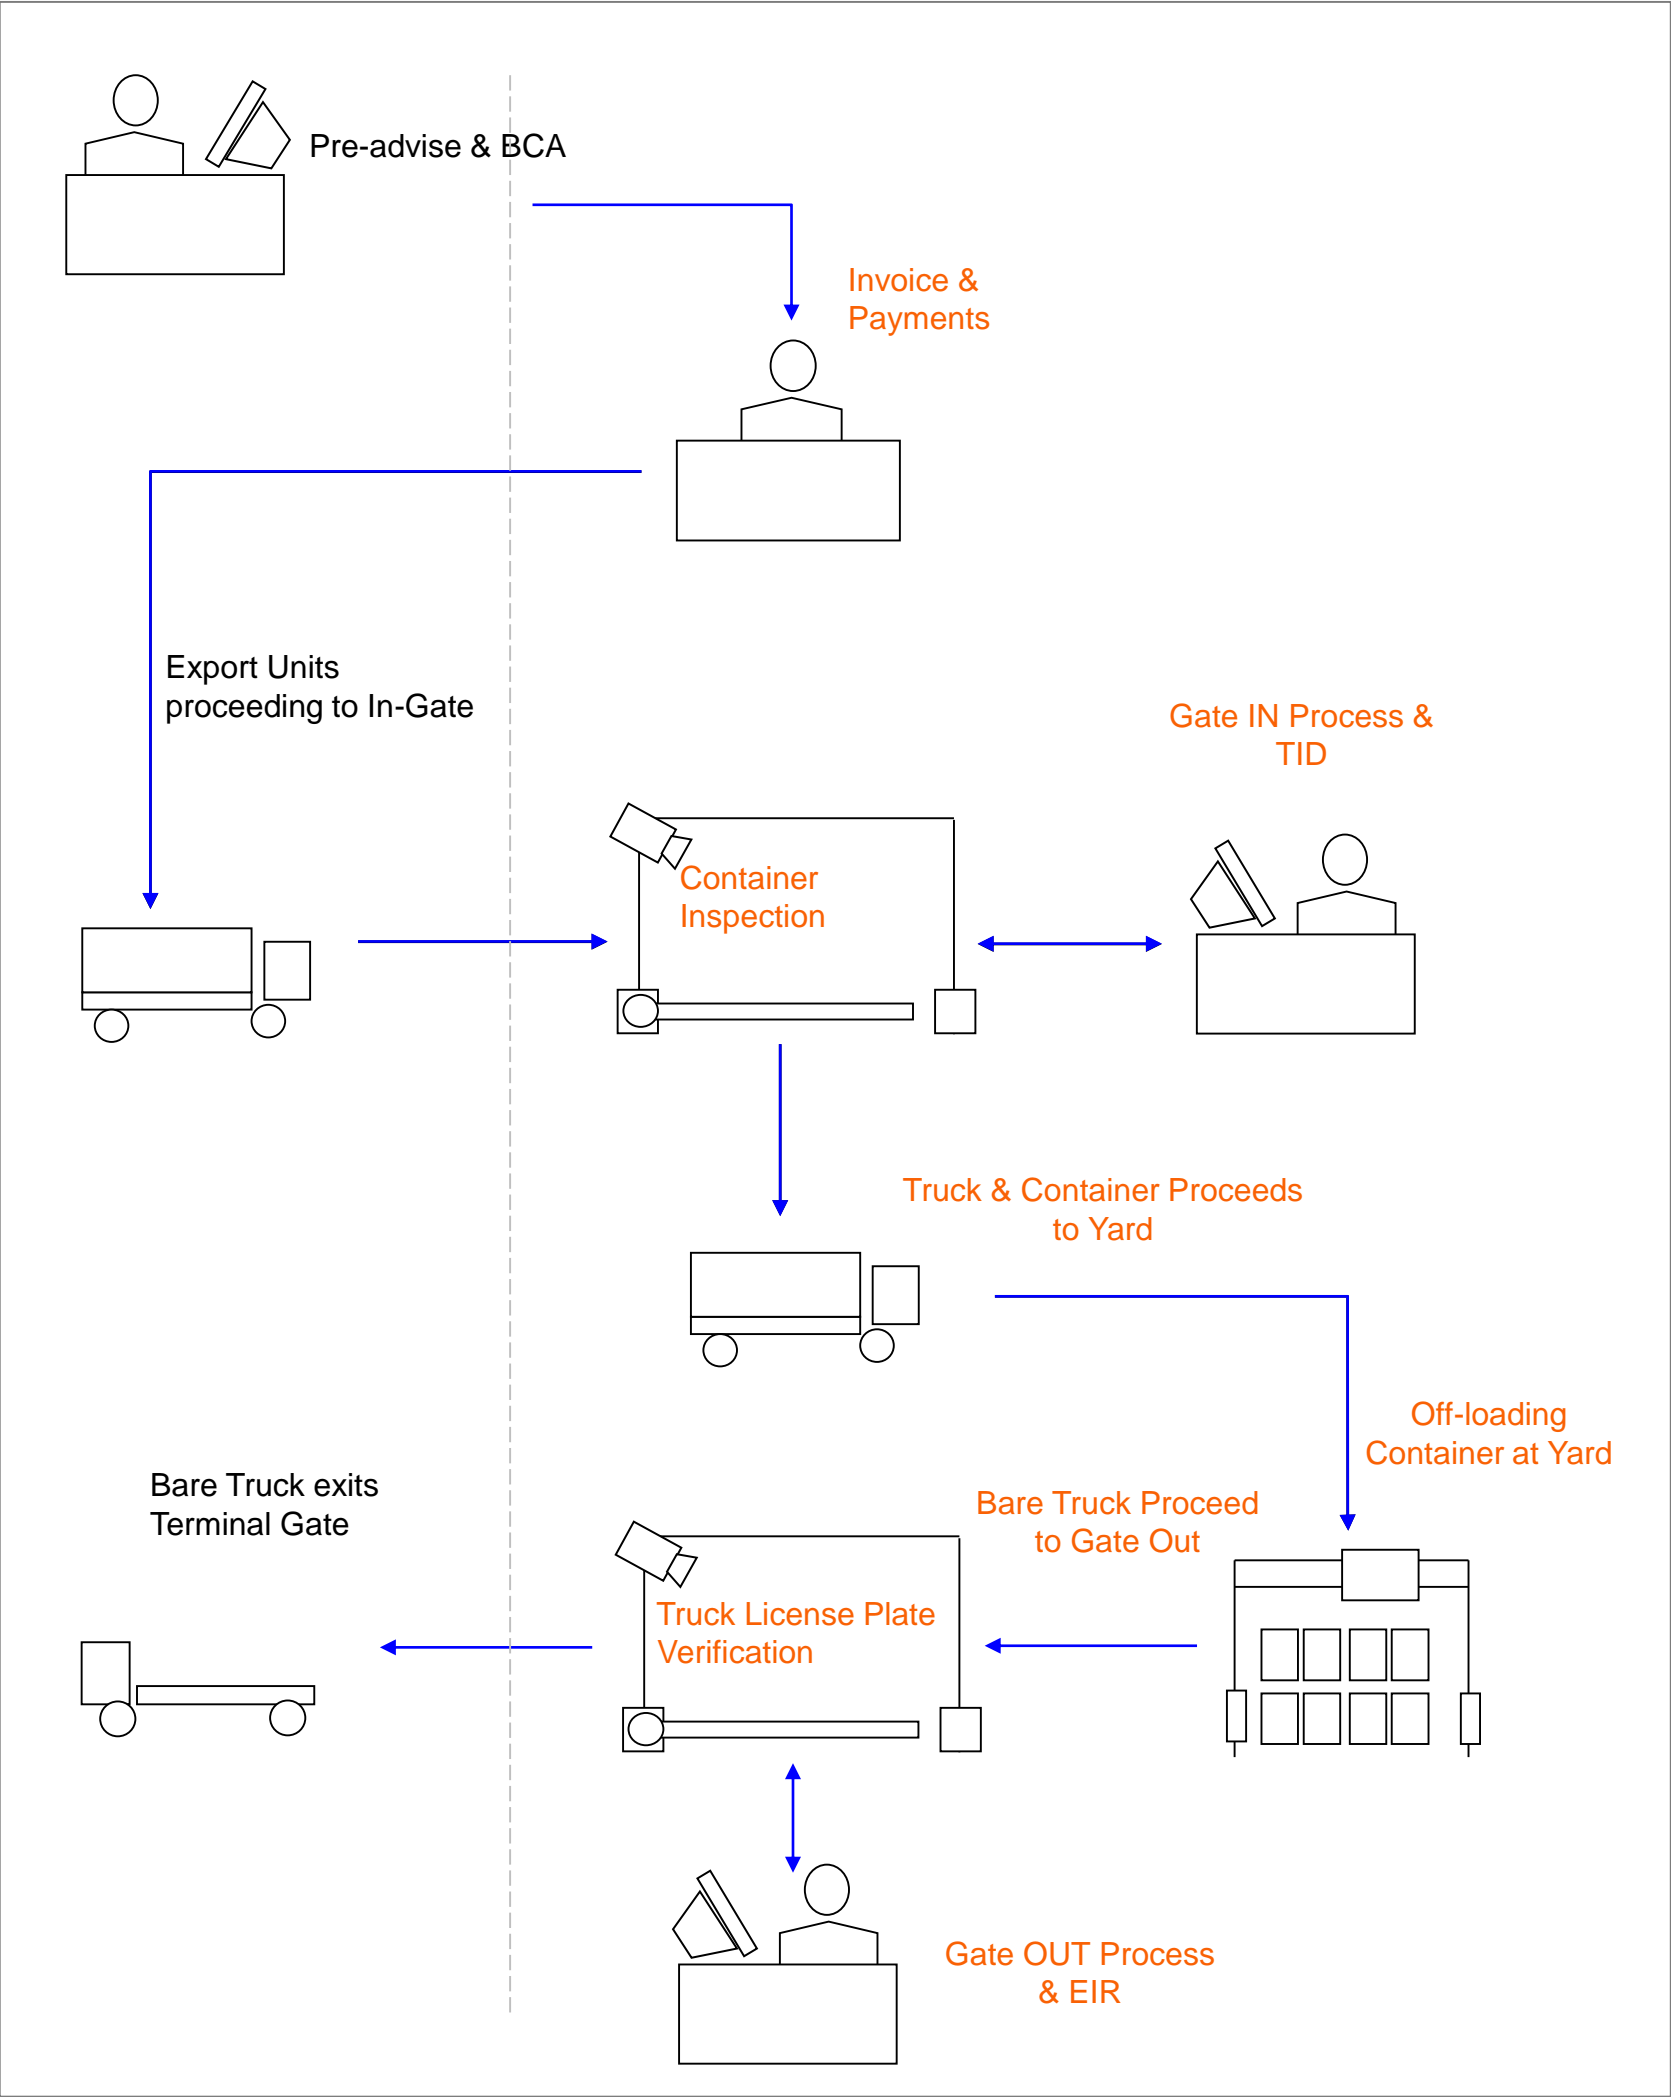 Pre-advise & BCA
Invoice &
Payments
Export Units
proceeding to In-Gate
Gate IN Process &
TID
Container
Inspection
Truck & Container Proceeds
to Yard
Off-loading
Container at Yard
Bare Truck exits
Terminal Gate
Bare Truck Proceed
to Gate Out
Truck License Plate
Verification
Gate OUT Process
& EIR